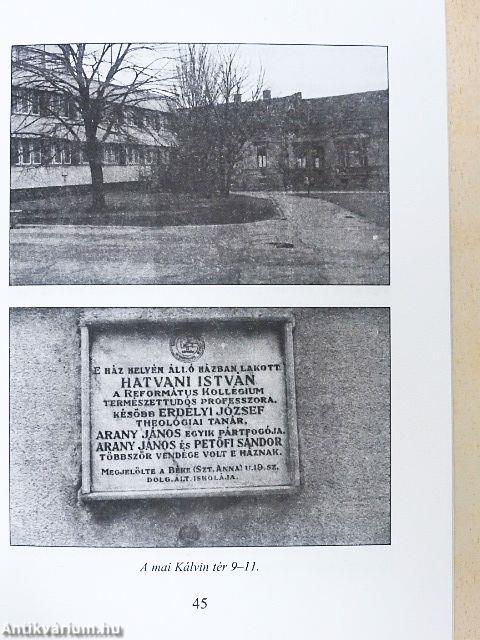 E HÁZ HELYÉN ÁLLÓ HÁZBAN LAKOTT
HATVANI ISTVÁN
A REFORMÁTUS KOLLÉGIUM
TERMÉSZETTUDÓS PROFESSZORA,
KÉSŐBB ERDÉLYI JÓZSEF
THEOLÓGIAI TANÁR,
ARANY JÁNOS EGYIK PÁRTFOGÓJA.
ARANY JÁNOS ÉS PETŐFI SÁNDOR
TÖBBSZÖR VENDÉGE VOLT E HÁZNAK.
MEGJELÖLTE A BÉKE (SZT. ANNA) U. 19. SZ.
DOLG. ÁLT. ISKOLÁJA.
A mai Kálvin tér 9–11.
45
Antikvárium.hu